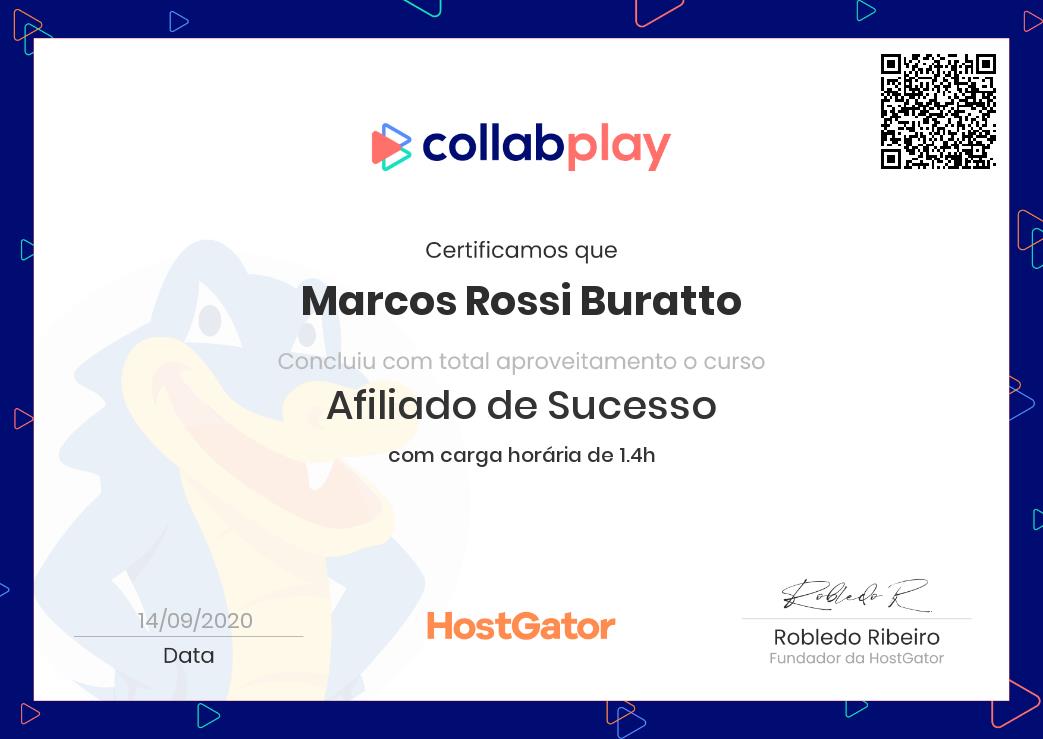 collabplay
Certificamos que
Marcos Rossi Buratto
Concluiu com total aproveitamento o curso
Afiliado de Sucesso
com carga horária de 1.4h
14/09/2020
Data
HostGator
Robledo R.
Robledo Ribeiro
Fundador da HostGator